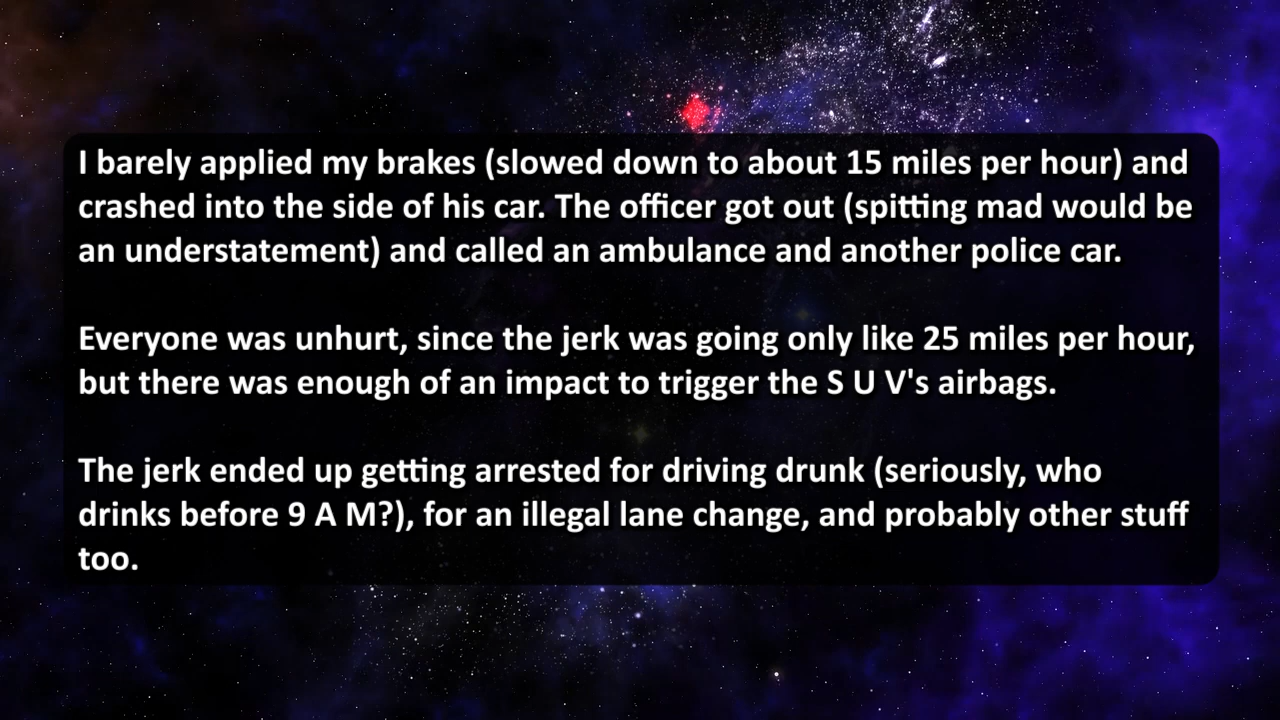 I barely applied my brakes (slowed down to about 15 miles per hour) and
crashed into the side of his car. The officer got out (spitting mad would be
an understatement) and called an ambulance and another police car.
Everyone was unhurt, since the jerk was going only like 25 miles per hour,
but there was enough of an impact to trigger the S U V's airbags.
The jerk ended up getting arrested for driving drunk (seriously, who
drinks before 9 A M?), for an illegal lane change, and probably other stuff
too.